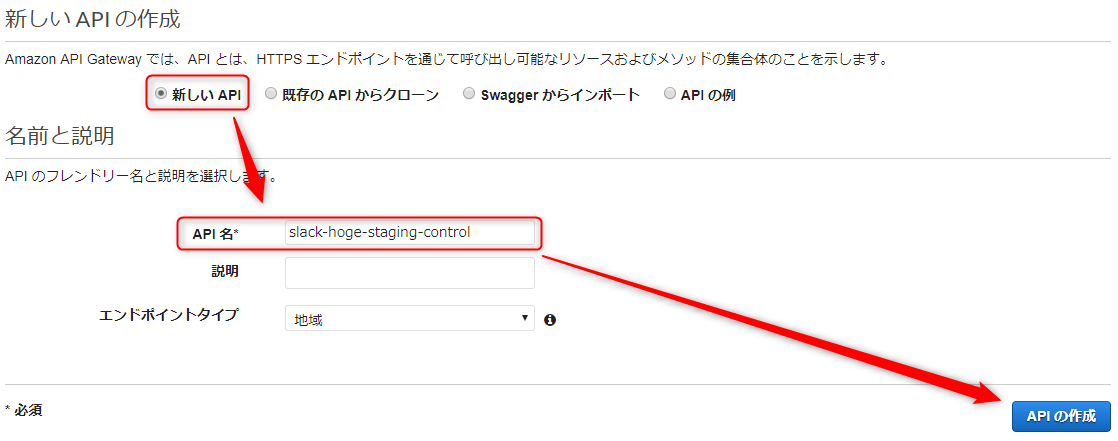 新しい API の作成
Amazon API Gateway では、API とは、HTTPS エンドポイントを通じて呼び出し可能なリソースおよびメソッドの集合体のことを示します。
新しい API 既存の API からクローン Swagger からインポート API の例
名前と説明
API のフレンドリー名と説明を選択します。
API 名* slack-hoge-staging-control
説明
エンドポイントタイプ 地域
* 必須 API の作成